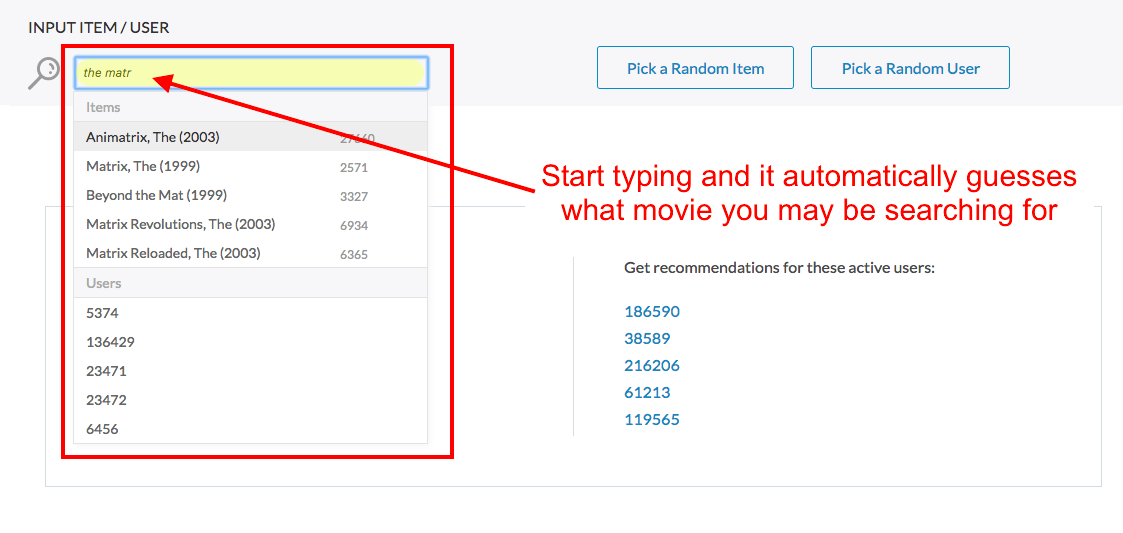 INPUT ITEM / USER
the matr
Pick a Random Item
Pick a Random User
Items
Animatrix, The (2003) 27660
Matrix, The (1999) 2571
Beyond the Mat (1999) 3327
Matrix Revolutions, The (2003) 6934
Matrix Reloaded, The (2003) 6365
Users
5374
136429
23471
23472
6456
Start typing and it automatically guesses
what movie you may be searching for
Get recommendations for these active users:
186590
38589
216206
61213
119565